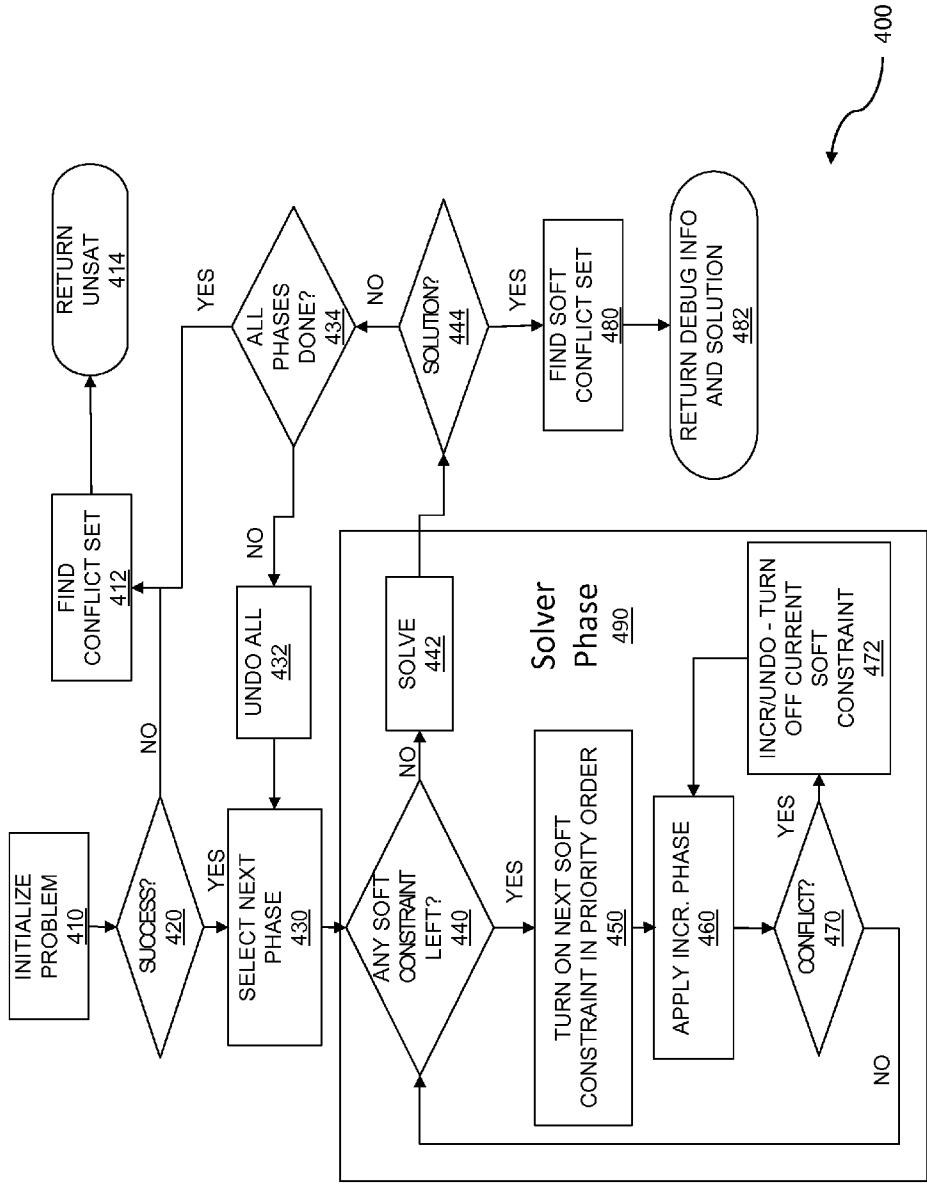 INITIALIZE
PROBLEM
410
SUCCESS?
420
NO
YES
FIND
CONFLICT SET
412
RETURN
UNSAT
414
SELECT NEXT
PHASE
430
UNDO ALL
432
NO
ALL
PHASES
DONE?
434
YES
ANY SOFT
CONSTRAINT
LEFT?
440
NO
YES
SOLVE
442
SOLUTION?
444
NO
YES
TURN ON NEXT SOFT
CONSTRAINT IN PRIORITY ORDER
450
Solver
Phase
490
FIND SOFT
CONFLICT SET
480
APPLY INCR. PHASE
460
INCR/UNDO - TURN
OFF CURRENT
SOFT
CONSTRAINT
472
RETURN DEBUG INFO
AND SOLUTION
482
CONFLICT?
470
YES
NO
400